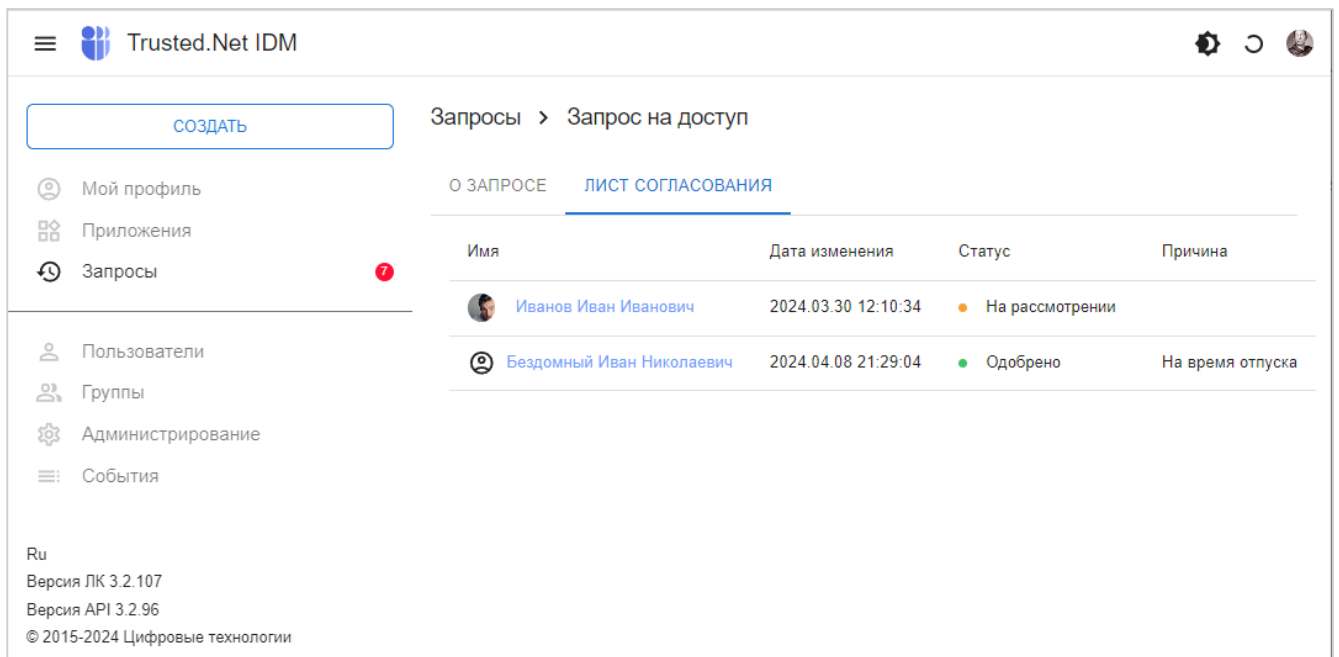 Trusted.Net IDM
СОЗДАТЬ
Мой профиль
Приложения
Запросы 7
Пользователи
Группы
Администрирование
События
Ru
Версия ЛК 3.2.107
Версия API 3.2.96
© 2015-2024 Цифровые технологии
Запросы > Запрос на доступ
О ЗАПРОСЕ ЛИСТ СОГЛАСОВАНИЯ
Имя Дата изменения Статус Причина
Иванов Иван Иванович 2024.03.30 12:10:34 На рассмотрении
Бездомный Иван Николаевич 2024.04.08 21:29:04 Одобрено На время отпуска